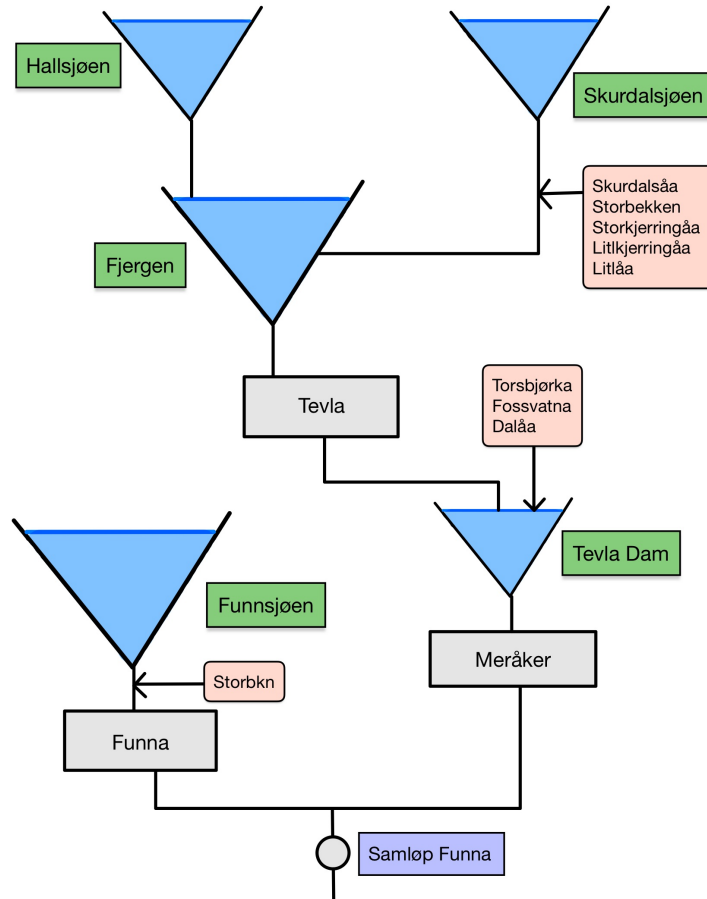 Hallsjøen
Skurdalsjøen
Skurdalsåa
Storbekken
Storkjerringåa
Litlkjerringåa
Litlåa
Fjergen
Tevla
Torsbjørka
Fossvatna
Dalåa
Tevla Dam
Funnsjøen
Meråker
Storbkn
Funna
Samløp Funna